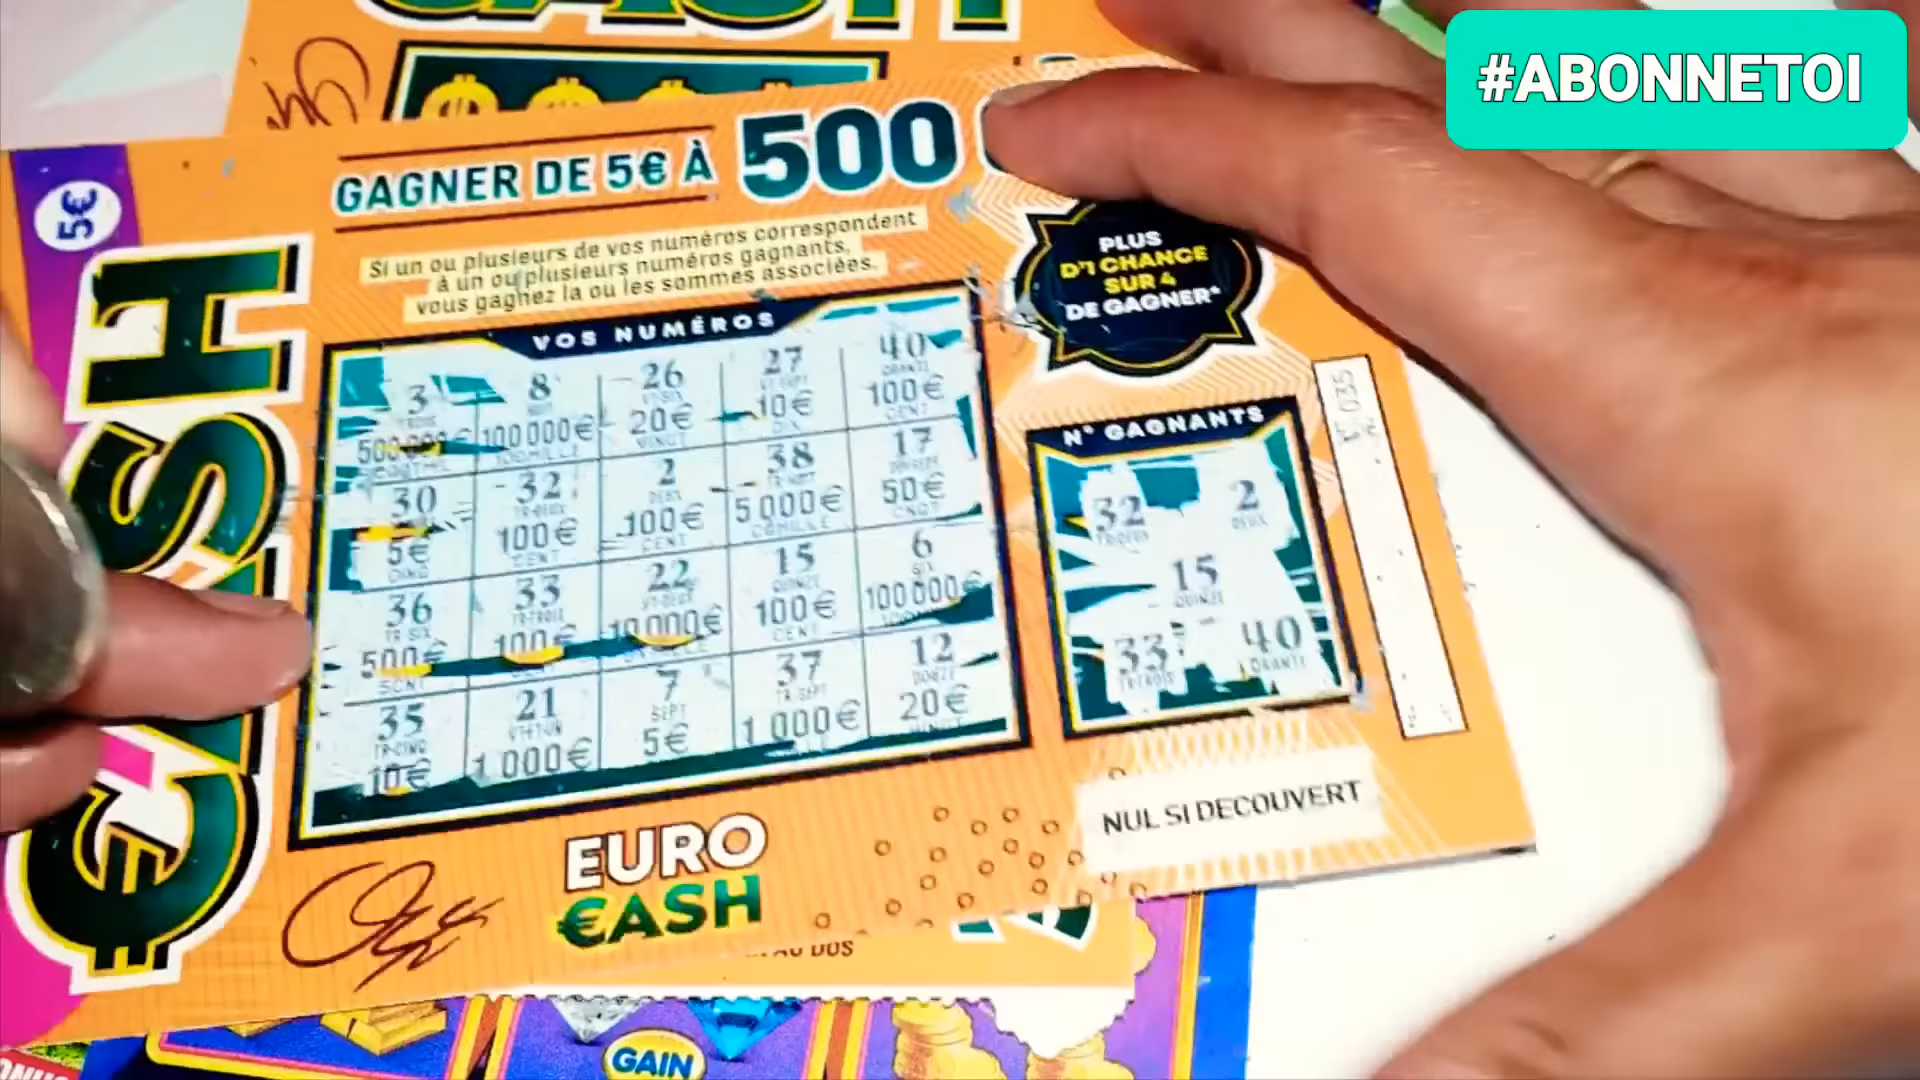 #ABONNETOI
5€
CASH
GAGNER DE 5€ À 500
Si un ou plusieurs de vos numéros correspondent
à un ou plusieurs numéros gagnants,
vous gagnez la ou les sommes associées.
PLUS
D'1 CHANCE
SUR 4
DE GAGNER*
VOS NUMÉROS
3 8 26 27 40
500 000€ 100 000€ 20€ 10€ 100€
30 32 2 38 17
5€ 100€ 100€ 5 000€ 50€
36 33 22 15 6
500€ 100€ 10 000€ 100€ 100 000€
35 21 7 37 12
10€ 1 000€ 5€ 1 000€ 20€
N° GAGNANTS
32 2
15
33 40
NUL SI DECOUVERT
EURO
€ASH
AU DOS
GAIN